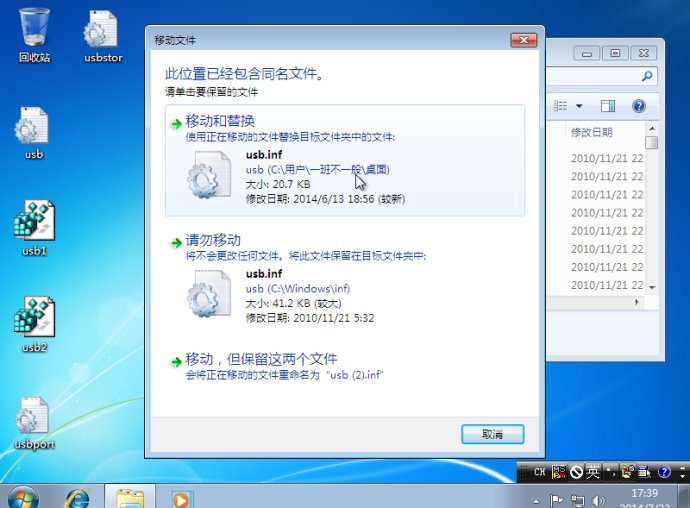 回收站
usbstor
usb
usb1
usb2
usbport
移动文件
此位置已经包含同名文件。
请单击要保留的文件
移动和替换
使用正在移动的文件替换目标文件夹中的文件:
usb.inf
usb (C:\用户\一班不一般\桌面)
大小: 20.7 KB
修改日期: 2014/6/13 18:56 (较新)
请勿移动
将不会更改任何文件。将此文件保留在目标文件夹中:
usb.inf
usb (C:\Windows\inf)
大小: 41.2 KB (较大)
修改日期: 2010/11/21 5:32
移动，但保留这两个文件
会将正在移动的文件重命名为“usb (2).inf”
取消
修改日期
2010/11/21 22
2010/11/21 22
2010/11/21 22
2010/11/21 22
2010/11/21 22
2010/11/21 22
2010/11/21 22
CH
英
17:39